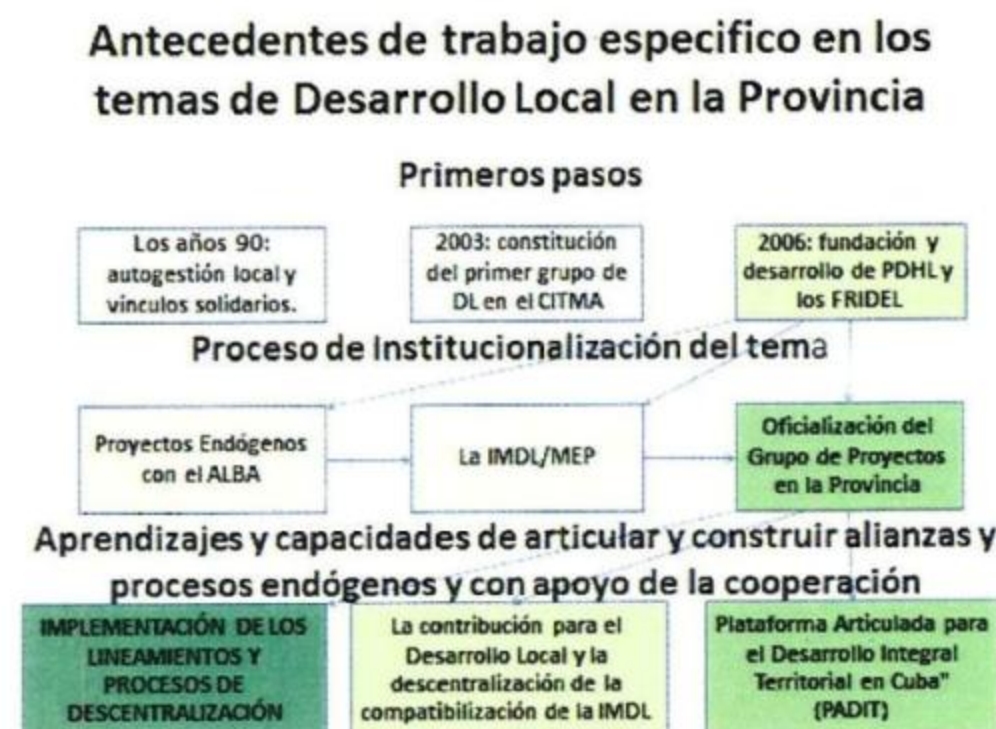 Antecedentes de trabajo especifico en los
temas de Desarrollo Local en la Provincia
Primeros pasos
Los años 90:
autogestión local y
vínculos solidarios.
2003: constitución
del primer grupo de
DL en el CITMA
2006: fundación y
desarrollo de PDHL y
los FRIDEL
Proceso de Institucionalización del tema
Proyectos Endógenos
con el ALBA
La IMDL/MEP
Oficialización del
Grupo de Proyectos
en la Provincia
Aprendizajes y capacidades de articular y construir alianzas y
procesos endógenos y con apoyo de la cooperación
IMPLEMENTACIÓN DE LOS
LINEAMIENTOS Y
PROCESOS DE
DESCENTRALIZACIÓN
La contribución para el
Desarrollo Local y la
descentralización de la
compatibilización de la IMDL
Plataforma Articulada para
el Desarrollo Integral
Territorial en Cuba"
(PADIT)